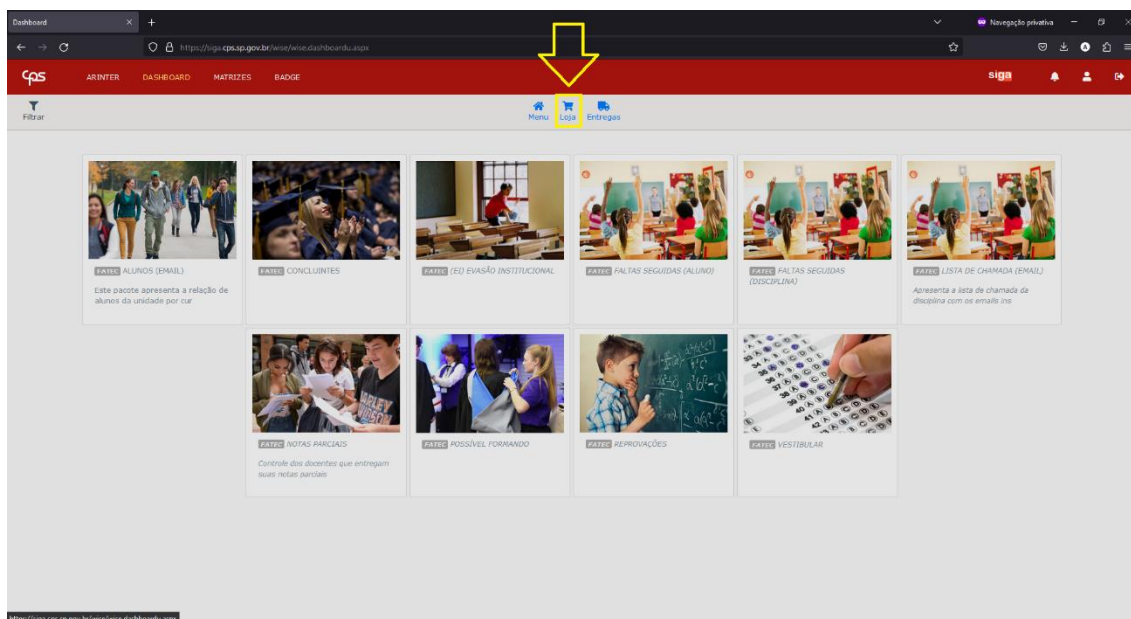 Dashboard
Navegação privativa
https://siga.cps.sp.gov.br/wise/wise.dashboardu.aspx
cps
ARINTER
DASHBOARD
MATRIZES
BADGE
siga
Filtrar
Menu
Loja
Entregas
FATEC ALUNOS (EMAIL)
Este pacote apresenta a relação de
alunos da unidade por cur
FATEC CONCLUINTES
FATEC (EI) EVASÃO INSTITUCIONAL
FATEC FALTAS SEGUIDAS (ALUNO)
FATEC FALTAS SEGUIDAS
(DISCIPLINA)
FATEC LISTA DE CHAMADA (EMAIL)
Apresenta a lista de chamada da
disciplina com os emails ins
FATEC NOTAS PARCIAIS
Controle dos docentes que entregam
suas notas parciais
FATEC POSSÍVEL FORMANDO
FATEC REPROVAÇÕES
FATEC VESTIBULAR